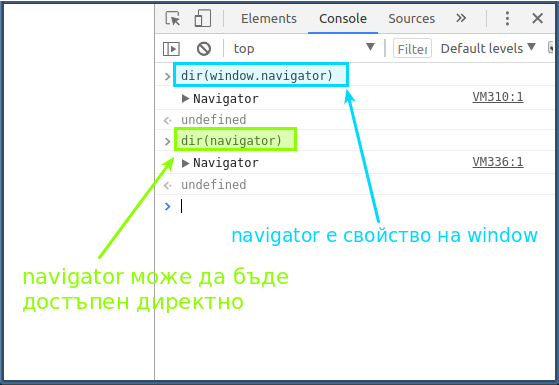 Elements Console Sources
top Filter Default levels
dir(window.navigator)
Navigator VM310:1
undefined
dir(navigator)
Navigator VM336:1
undefined
navigator е свойство на window
navigator може да бъде
достъпен директно